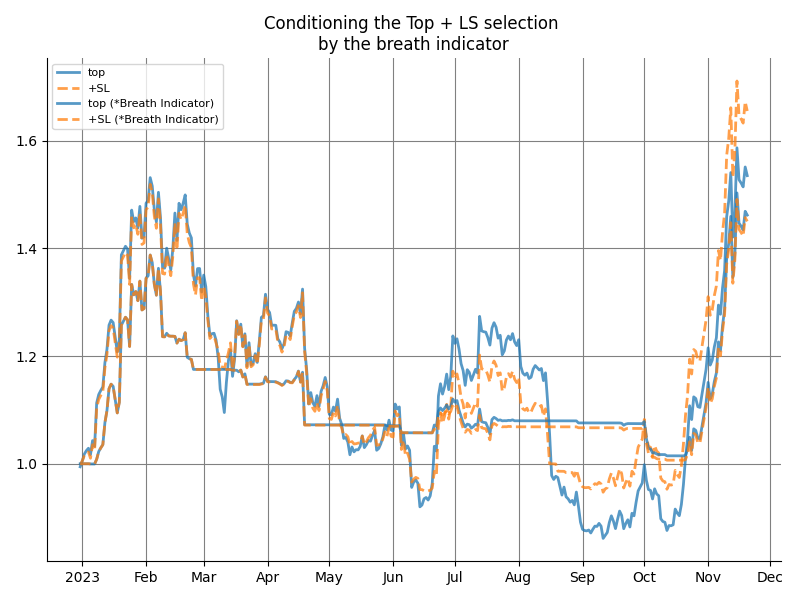 Conditioning the Top + LS selection
by the breath indicator
top
+SL
top (*Breath Indicator)
+SL (*Breath Indicator)
1.6
1.4
1.2
1.0
2023 Feb Mar Apr May Jun Jul Aug Sep Oct Nov Dec